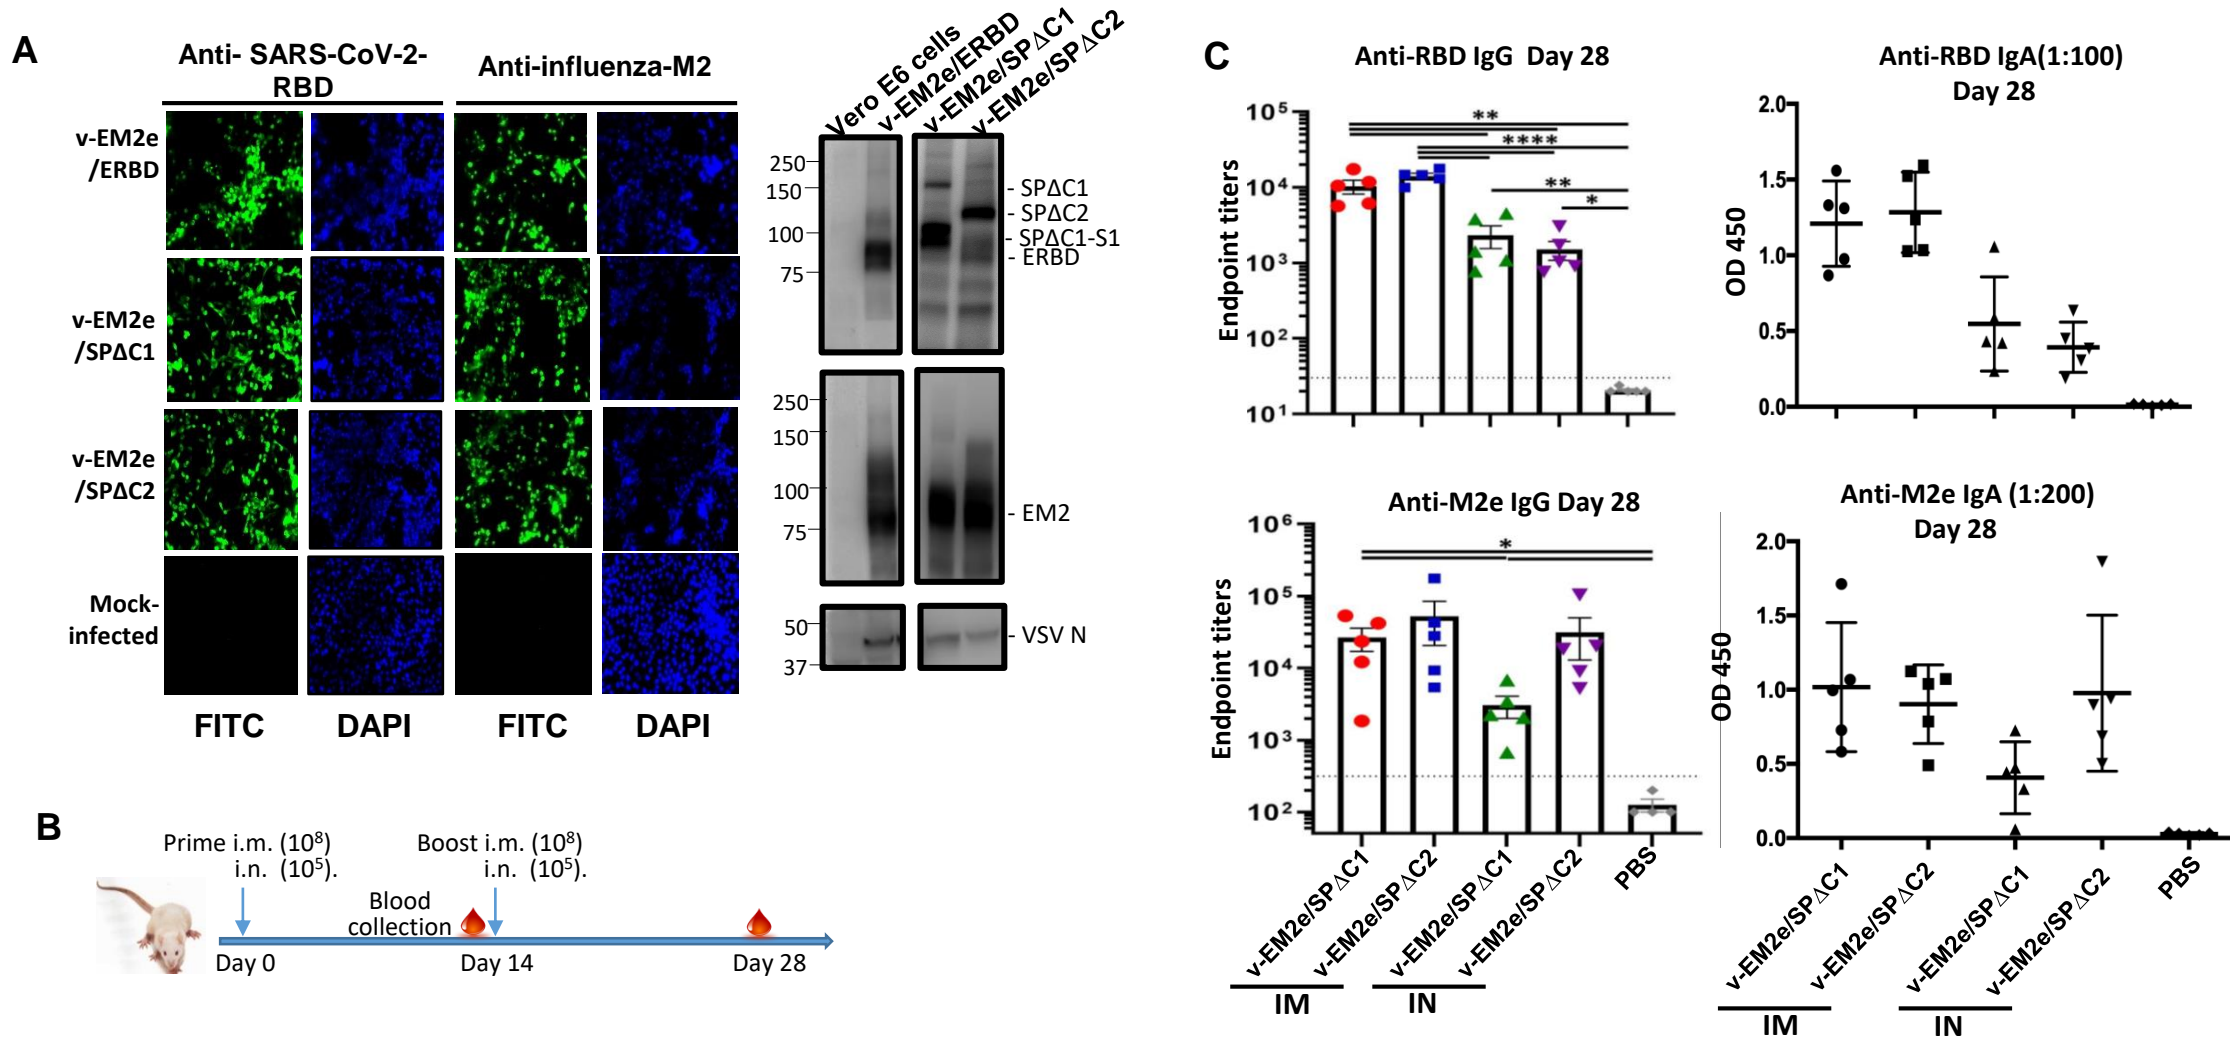 A
Anti- SARS-CoV-2-
RBD
Anti-influenza-M2
v-EM2e
/ERBD
v-EM2e
/SPΔC1
v-EM2e
/SPΔC2
Mock-
infected
FITC
DAPI
FITC
DAPI
Vero E6 cells
v-EM2e/ERBD
v-EM2e/SPΔC1
v-EM2e/SPΔC2
250
150
100
75
- SPΔC1
- SPΔC2
- SPΔC1-S1
- ERBD
250
150
100
75
- EM2
50
37
- VSV N
B
Prime i.m. (10⁸)
i.n. (10⁵).
Boost i.m. (10⁸)
i.n. (10⁵).
Blood
collection
Day 0
Day 14
Day 28
C
Anti-RBD IgG Day 28
Endpoint titers
10⁵
10⁴
10³
10²
10¹
**
****
**
*
Anti-RBD IgA(1:100)
Day 28
OD 450
2.0
1.5
1.0
0.5
0.0
Anti-M2e IgG Day 28
Endpoint titers
10⁶
10⁵
10⁴
10³
10²
*
v-EM2e/SPΔC1
v-EM2e/SPΔC2
v-EM2e/SPΔC1
v-EM2e/SPΔC2
PBS
IM
IN
Anti-M2e IgA (1:200)
Day 28
OD 450
2.0
1.5
1.0
0.5
0.0
v-EM2e/SPΔC1
v-EM2e/SPΔC2
v-EM2e/SPΔC1
v-EM2e/SPΔC2
PBS
IM
IN